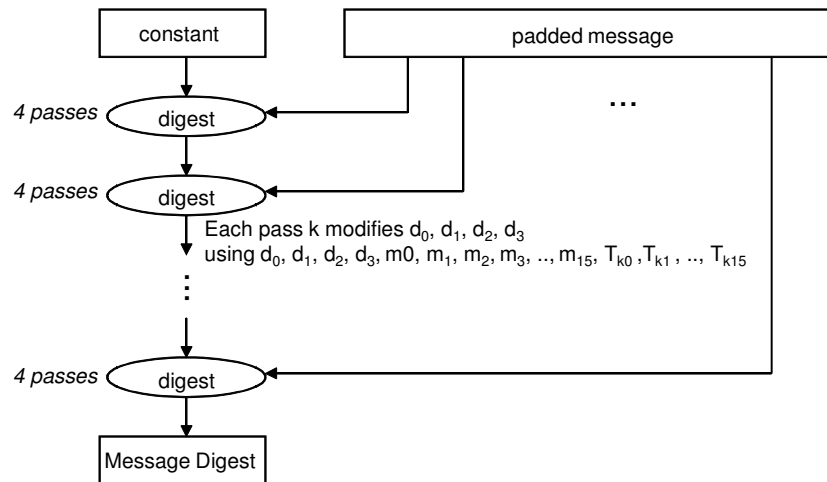 constant
padded message
4 passes
digest
...
4 passes
digest
Each pass k modifies d₀, d₁, d₂, d₃
using d₀, d₁, d₂, d₃, m0, m₁, m₂, m₃, .., m₁₅, Tₖ₀ ,Tₖ₁ , .., Tₖ₁₅
4 passes
digest
Message Digest